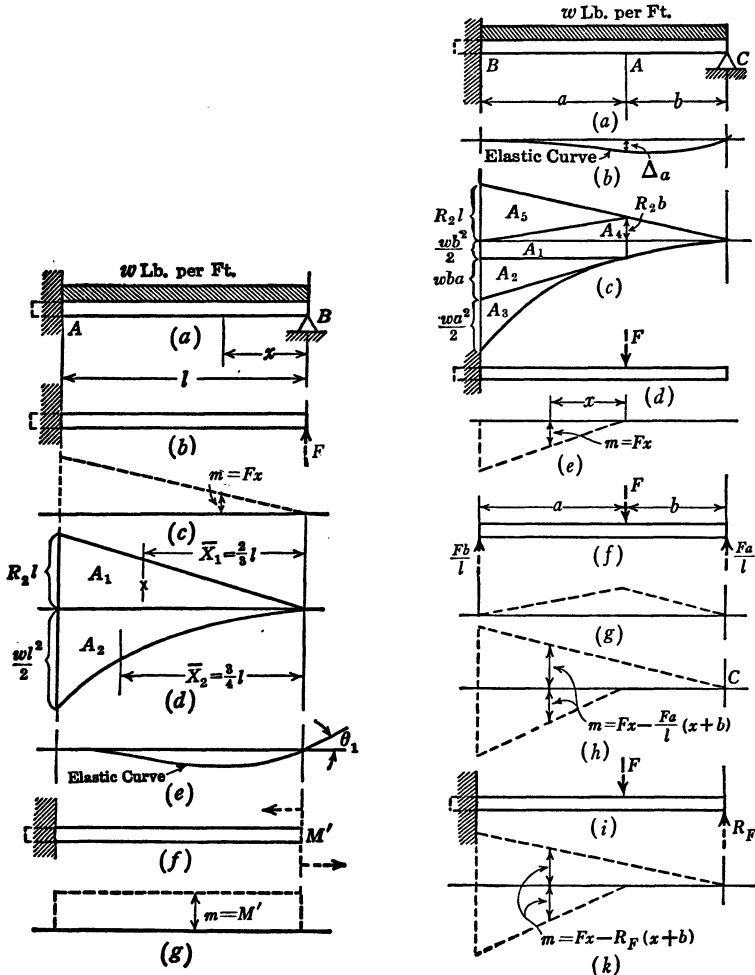 w Lb. per Ft.
A
B
(a)
x
l
(b)
F
m=Fx
(c)
R₂l
A₁
X̅₁=⅔l
x
wl²/2
A₂
X̅₂=¾l
(d)
θ₁
Elastic Curve
(e)
M'
(f)
m=M'
(g)
w Lb. per Ft.
B
A
C
a
b
(a)
Elastic Curve
Δa
(b)
R₂l
A₅
R₂b
A₄
wb²/2
A₁
wba
A₂
(c)
wa²/2
A₃
F
(d)
x
m=Fx
(e)
F
a
b
Fb/l
(f)
Fa/l
(g)
C
m=Fx-Fa/l(x+b)
(h)
F
(i)
R_F
m=Fx-R_F(x+b)
(k)